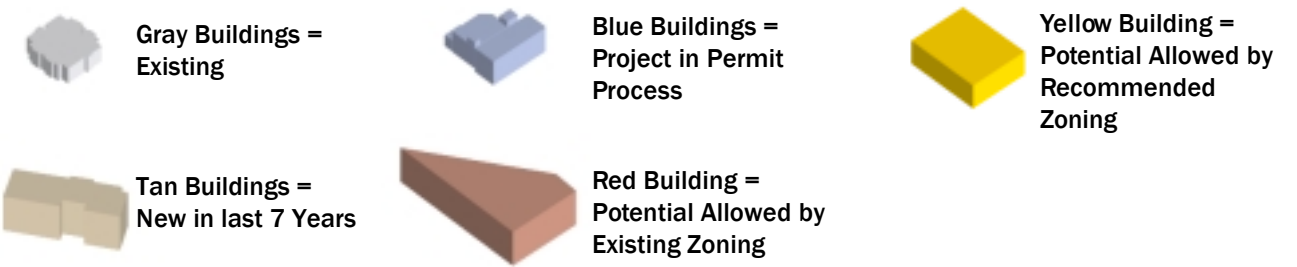 Gray Buildings =
Existing
Blue Buildings =
Project in Permit
Process
Yellow Building =
Potential Allowed by
Recommended
Zoning
Tan Buildings =
New in last 7 Years
Red Building =
Potential Allowed by
Existing Zoning